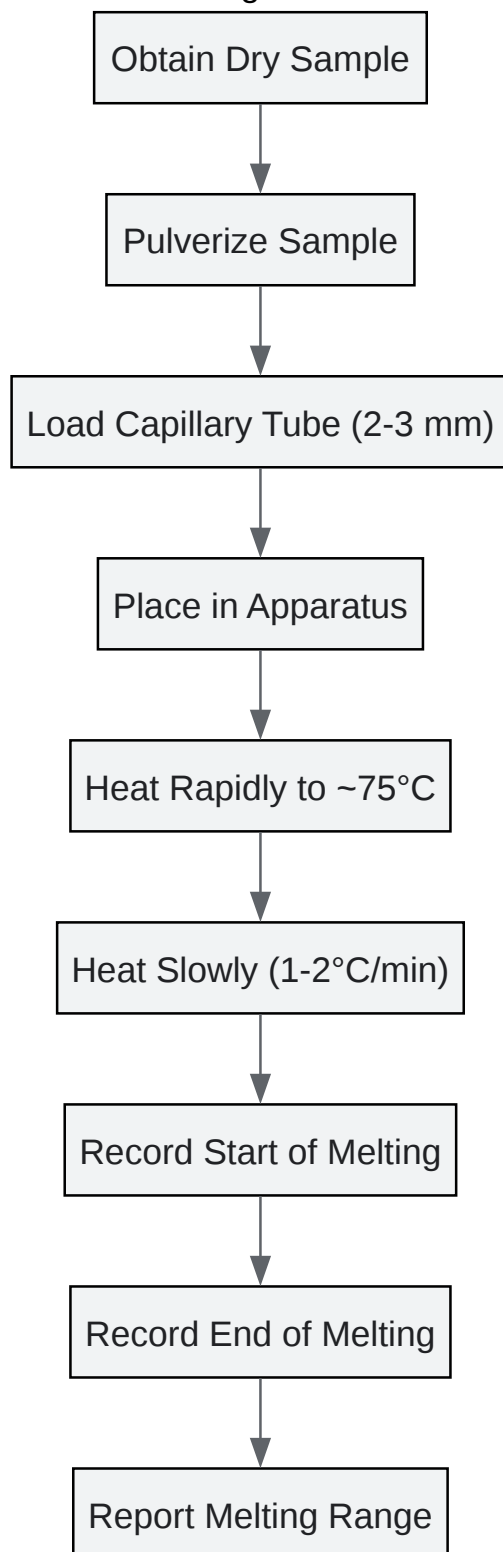 Obtain Dry Sample
Pulverize Sample
Load Capillary Tube (2-3 mm)
Place in Apparatus
Heat Rapidly to ~75°C
Heat Slowly (1-2°C/min)
Record Start of Melting
Record End of Melting
Report Melting Range